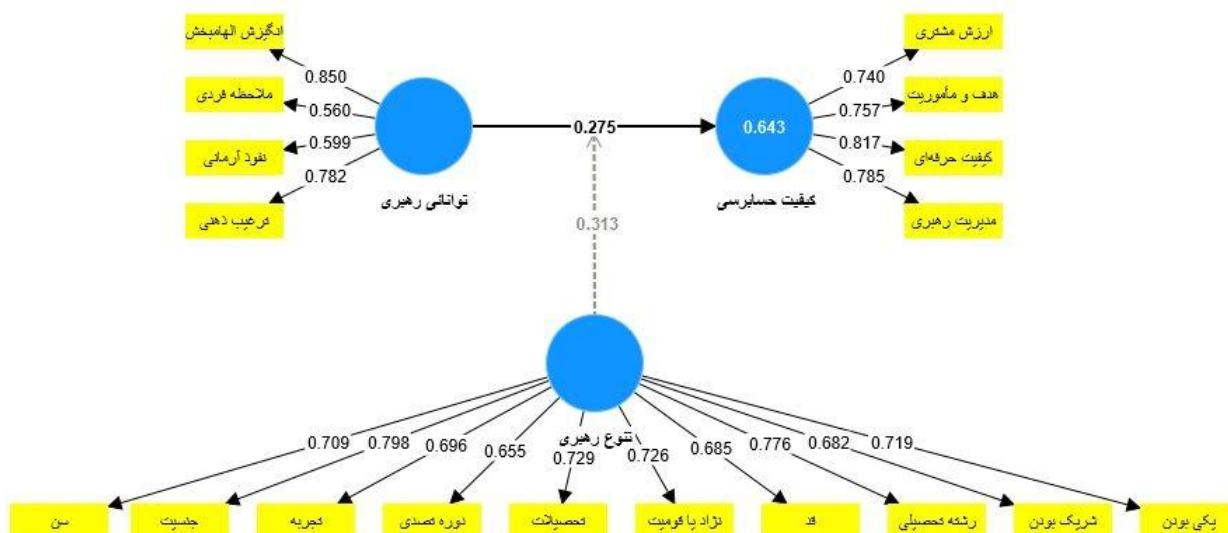 انگیزش الهامبخش
ارزش مشتری
0.850
0.740
ملاحظه فردی
هدف و مأموریت
0.560
0.757
0.275
0.643
نفوذ آرمانی
کیفیت حرفه‌ای
0.599
0.817
ترغیب ذهنی
مدیریت رهبری
0.782
0.785
توانائی رهبری
کیفیت حسابرسی
0.313
تنوع رهبری
0.709
0.798
0.696
0.655
0.729
0.726
0.685
0.776
0.682
0.719
سن
جنسیت
تجربه
دوره تصدی
تحصیلات
نژاد یا قومیت
قد
رشته تحصیلی
شریک بودن
یکی بودن